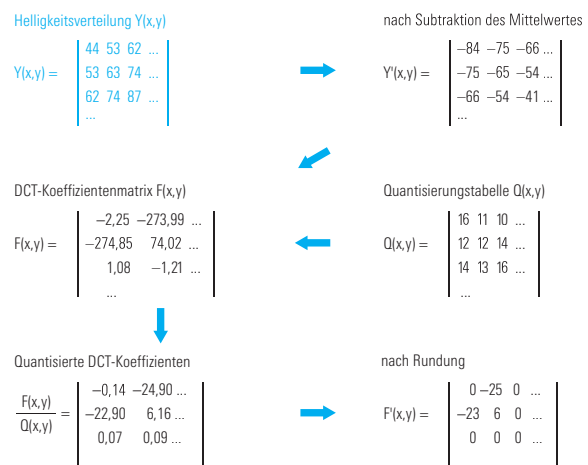 Helligkeitsverteilung Y(x,y)
nach Subtraktion des Mittelwertes
44 53 62 ...
Y(x,y) = 53 63 74 ...
62 74 87 ...
...
–84 –75 –66 ...
Y'(x,y) = –75 –65 –54 ...
–66 –54 –41 ...
...
DCT-Koeffizientenmatrix F(x,y)
Quantisierungstabelle Q(x,y)
–2,25 –273,99 ...
F(x,y) = –274,85 74,02 ...
1,08 –1,21 ...
...
16 11 10 ...
Q(x,y) = 12 12 14 ...
14 13 16 ...
...
Quantisierte DCT-Koeffizienten
nach Rundung
–0,14 –24,90 ...
F(x,y)
Q(x,y)
= –22,90 6,16 ...
0,07 0,09 ...
0 –25 0 ...
F'(x,y) = –23 6 0 ...
0 0 0 ...